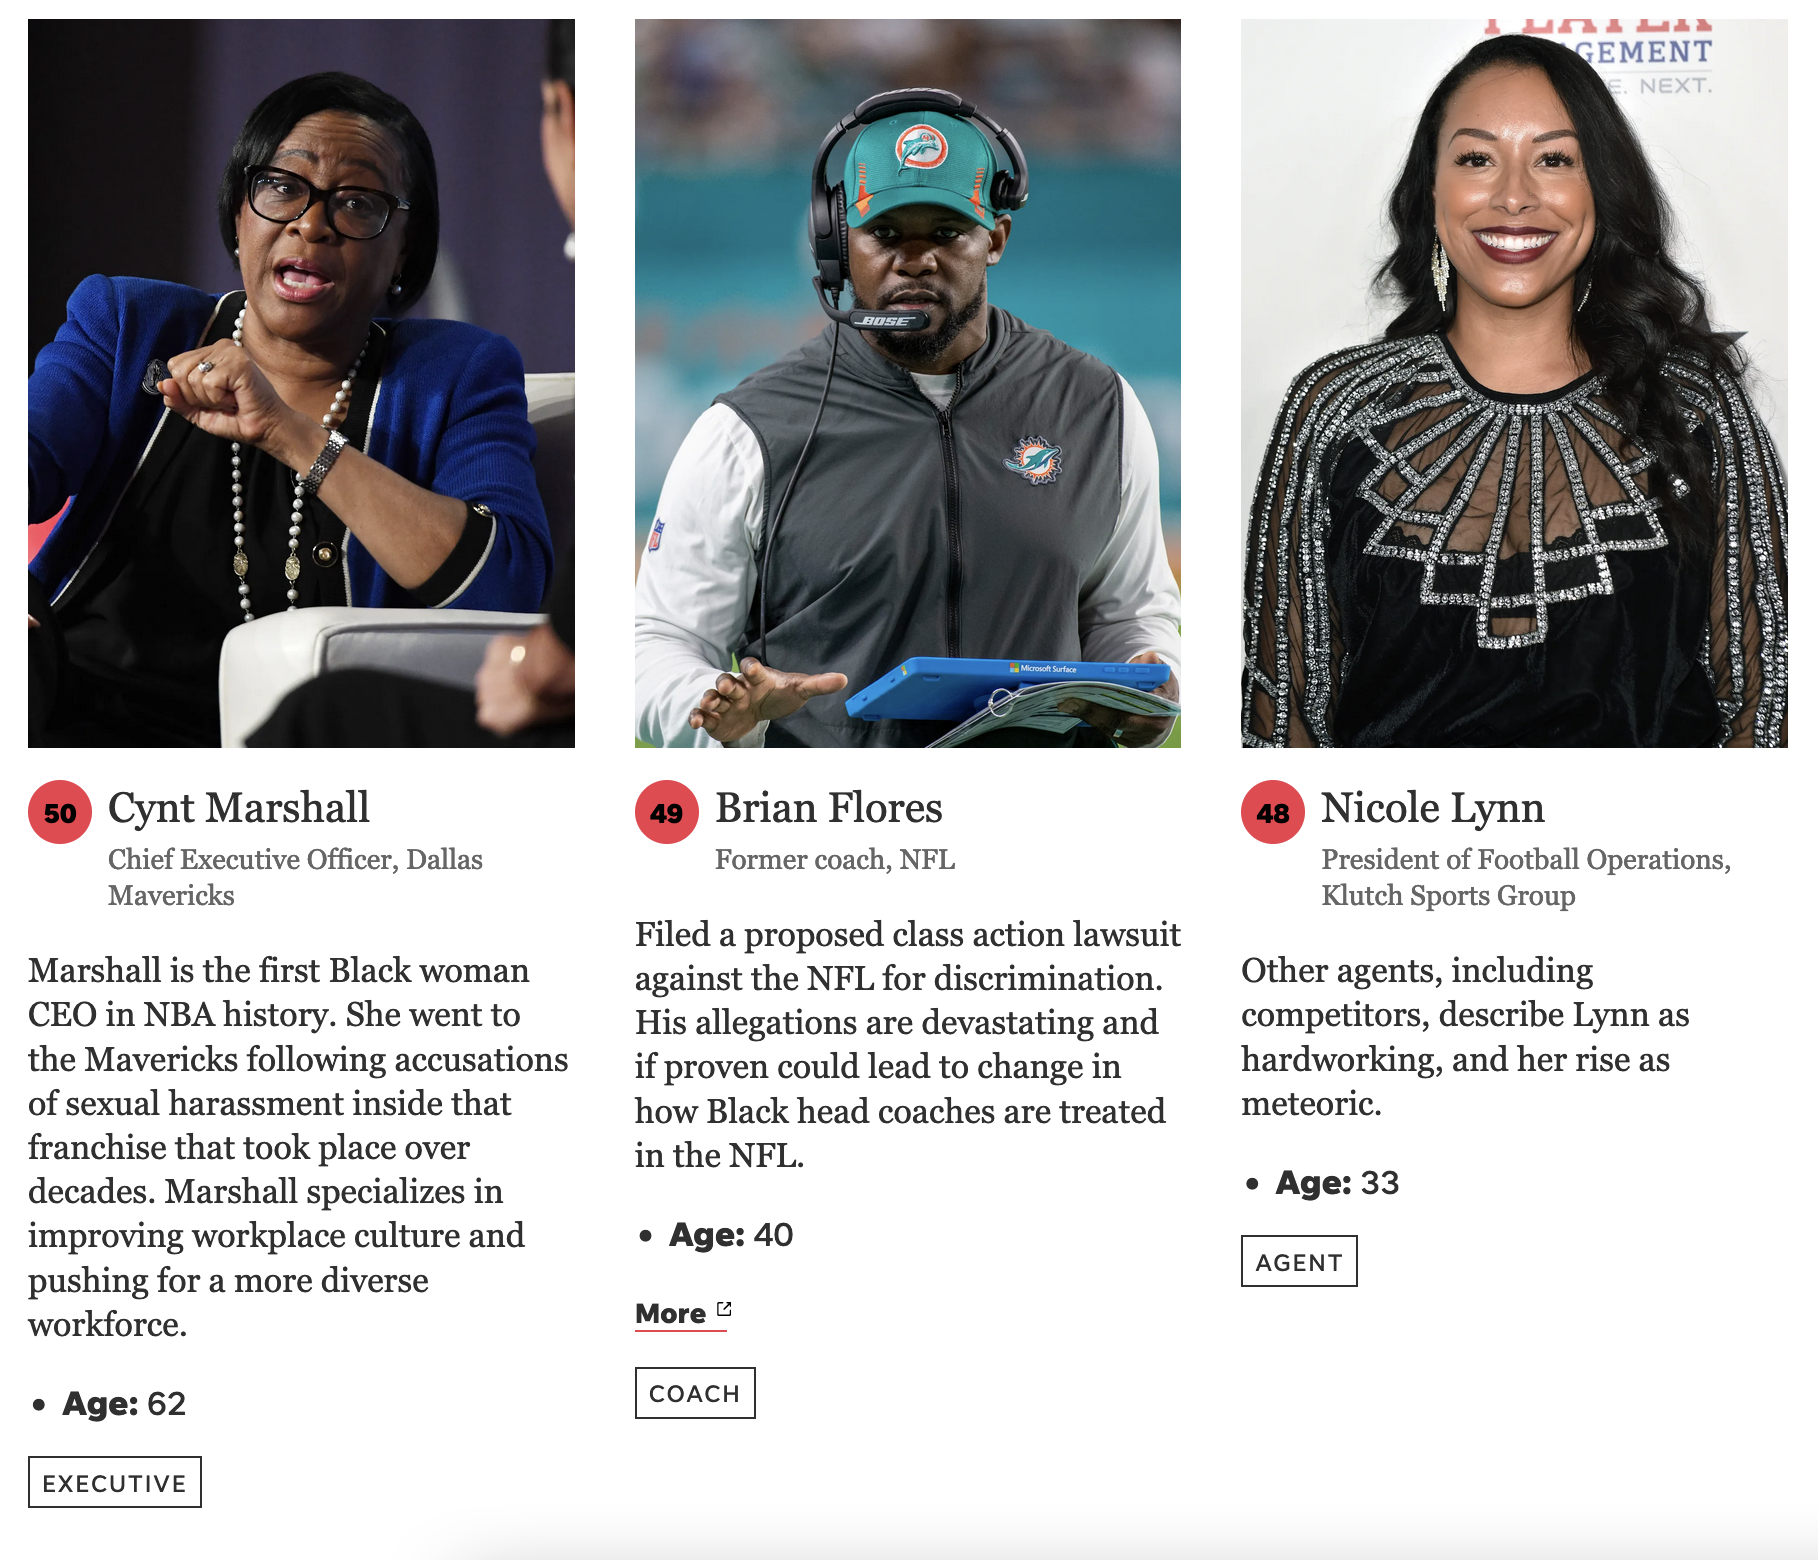 PLAYER
GEMENT
E. NEXT.
BOSE
Microsoft Surface
50
Cynt Marshall
Chief Executive Officer, Dallas
Mavericks
Marshall is the first Black woman
CEO in NBA history. She went to
the Mavericks following accusations
of sexual harassment inside that
franchise that took place over
decades. Marshall specializes in
improving workplace culture and
pushing for a more diverse
workforce.
• Age: 62
EXECUTIVE
49
Brian Flores
Former coach, NFL
Filed a proposed class action lawsuit
against the NFL for discrimination.
His allegations are devastating and
if proven could lead to change in
how Black head coaches are treated
in the NFL.
• Age: 40
More
COACH
48
Nicole Lynn
President of Football Operations,
Klutch Sports Group
Other agents, including
competitors, describe Lynn as
hardworking, and her rise as
meteoric.
• Age: 33
AGENT